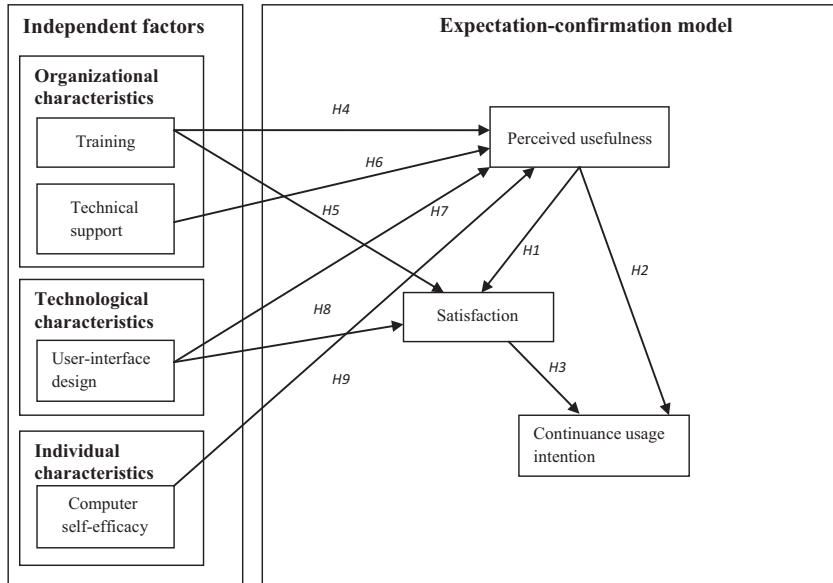 Independent factors
Expectation-confirmation model
Organizational
characteristics
Training
Technical
support
Technological
characteristics
User-interface
design
Individual
characteristics
Computer
self-efficacy
H4
H6
H5
H7
H8
H9
H1
H2
H3
Perceived usefulness
Satisfaction
Continuance usage
intention